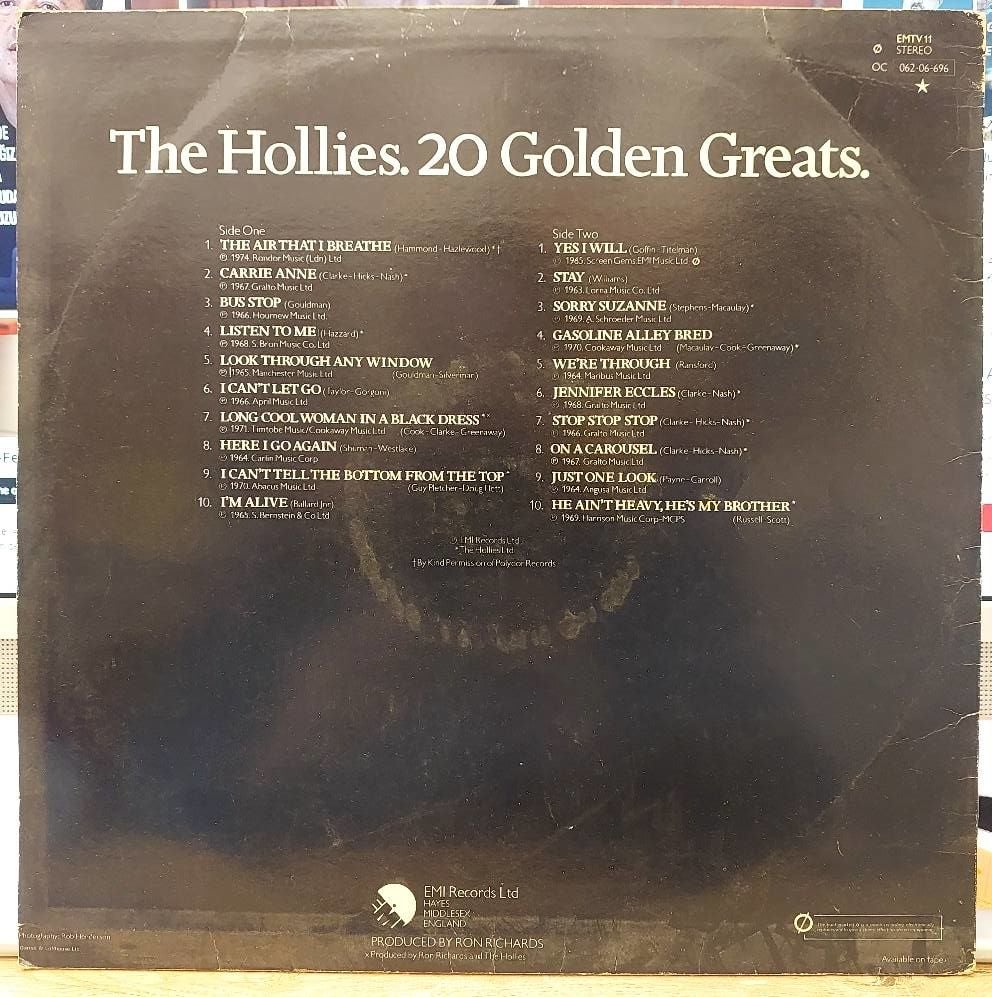 EMTV 11
Ø STEREO
OC 062-06-696
★
The Hollies. 20 Golden Greats.
Side One
1. THE AIR THAT I BREATHE (Hammond-Hazlewood) *†
℗ 1974. Rondor Music (Ldn) Ltd
2. CARRIE ANNE (Clarke-Hicks-Nash)*
℗ 1967. Gralto Music Ltd
3. BUS STOP (Gouldman)
℗ 1966. Hournew Music Ltd.
4. LISTEN TO ME (Hazzard)*
℗ 1968. S. Bron Music Co. Ltd
5. LOOK THROUGH ANY WINDOW
℗ 1965. Manchester Music Ltd (Gouldman-Silverman)
6. I CAN'T LET GO (Taylor-Gorgoni)
℗ 1966. April Music Ltd
7. LONG COOL WOMAN IN A BLACK DRESS
℗ 1971. Timtobe Music/Cookaway Music Ltd (Cook-Clarke-Greenaway)
8. HERE I GO AGAIN (Shuman-Westlake)
℗ 1964. Carlin Music Corp
9. I CAN'T TELL THE BOTTOM FROM THE TOP*
℗ 1970. Abacus Music Ltd (Guy Fletcher-Doug Flett)
10. I'M ALIVE (Ballard Jnr)
℗ 1965. S. Bernstein & Co Ltd
Side Two
1. YES I WILL (Goffin-Titelman)
℗ 1965. Screen Gems. EMI Music Ltd Ø
2. STAY (Williams)
℗ 1963. Lorna Music Co. Ltd
3. SORRY SUZANNE (Stephens-Macaulay)*
℗ 1969. A. Schroeder Music Ltd
4. GASOLINE ALLEY BRED
℗ 1970. Cookaway Music Ltd (Macaulay-Cook-Greenaway)*
5. WE'RE THROUGH (Ransford)
℗ 1964. Maribus Music Ltd
6. JENNIFER ECCLES (Clarke-Nash)*
℗ 1968. Gralto Music Ltd
7. STOP STOP STOP (Clarke-Hicks-Nash)*
℗ 1966. Gralto Music Ltd
8. ON A CAROUSEL (Clarke-Hicks-Nash)*
℗ 1967. Gralto Music Ltd
9. JUST ONE LOOK (Payne-Carroll)
℗ 1964. Angusa Music Ltd
10. HE AIN'T HEAVY, HE'S MY BROTHER*
℗ 1969. Harrison Music Corp-MCPS (Russell Scott)
℗ EMI Records Ltd
*The Hollies Ltd
†By Kind Permission of Polydor Records
EMI Records Ltd
HAYES
MIDDLESEX
ENGLAND
PRODUCED BY RON RICHARDS
x Produced by Ron Richards and The Hollies
Photography: Rob Henderson
Available on tape